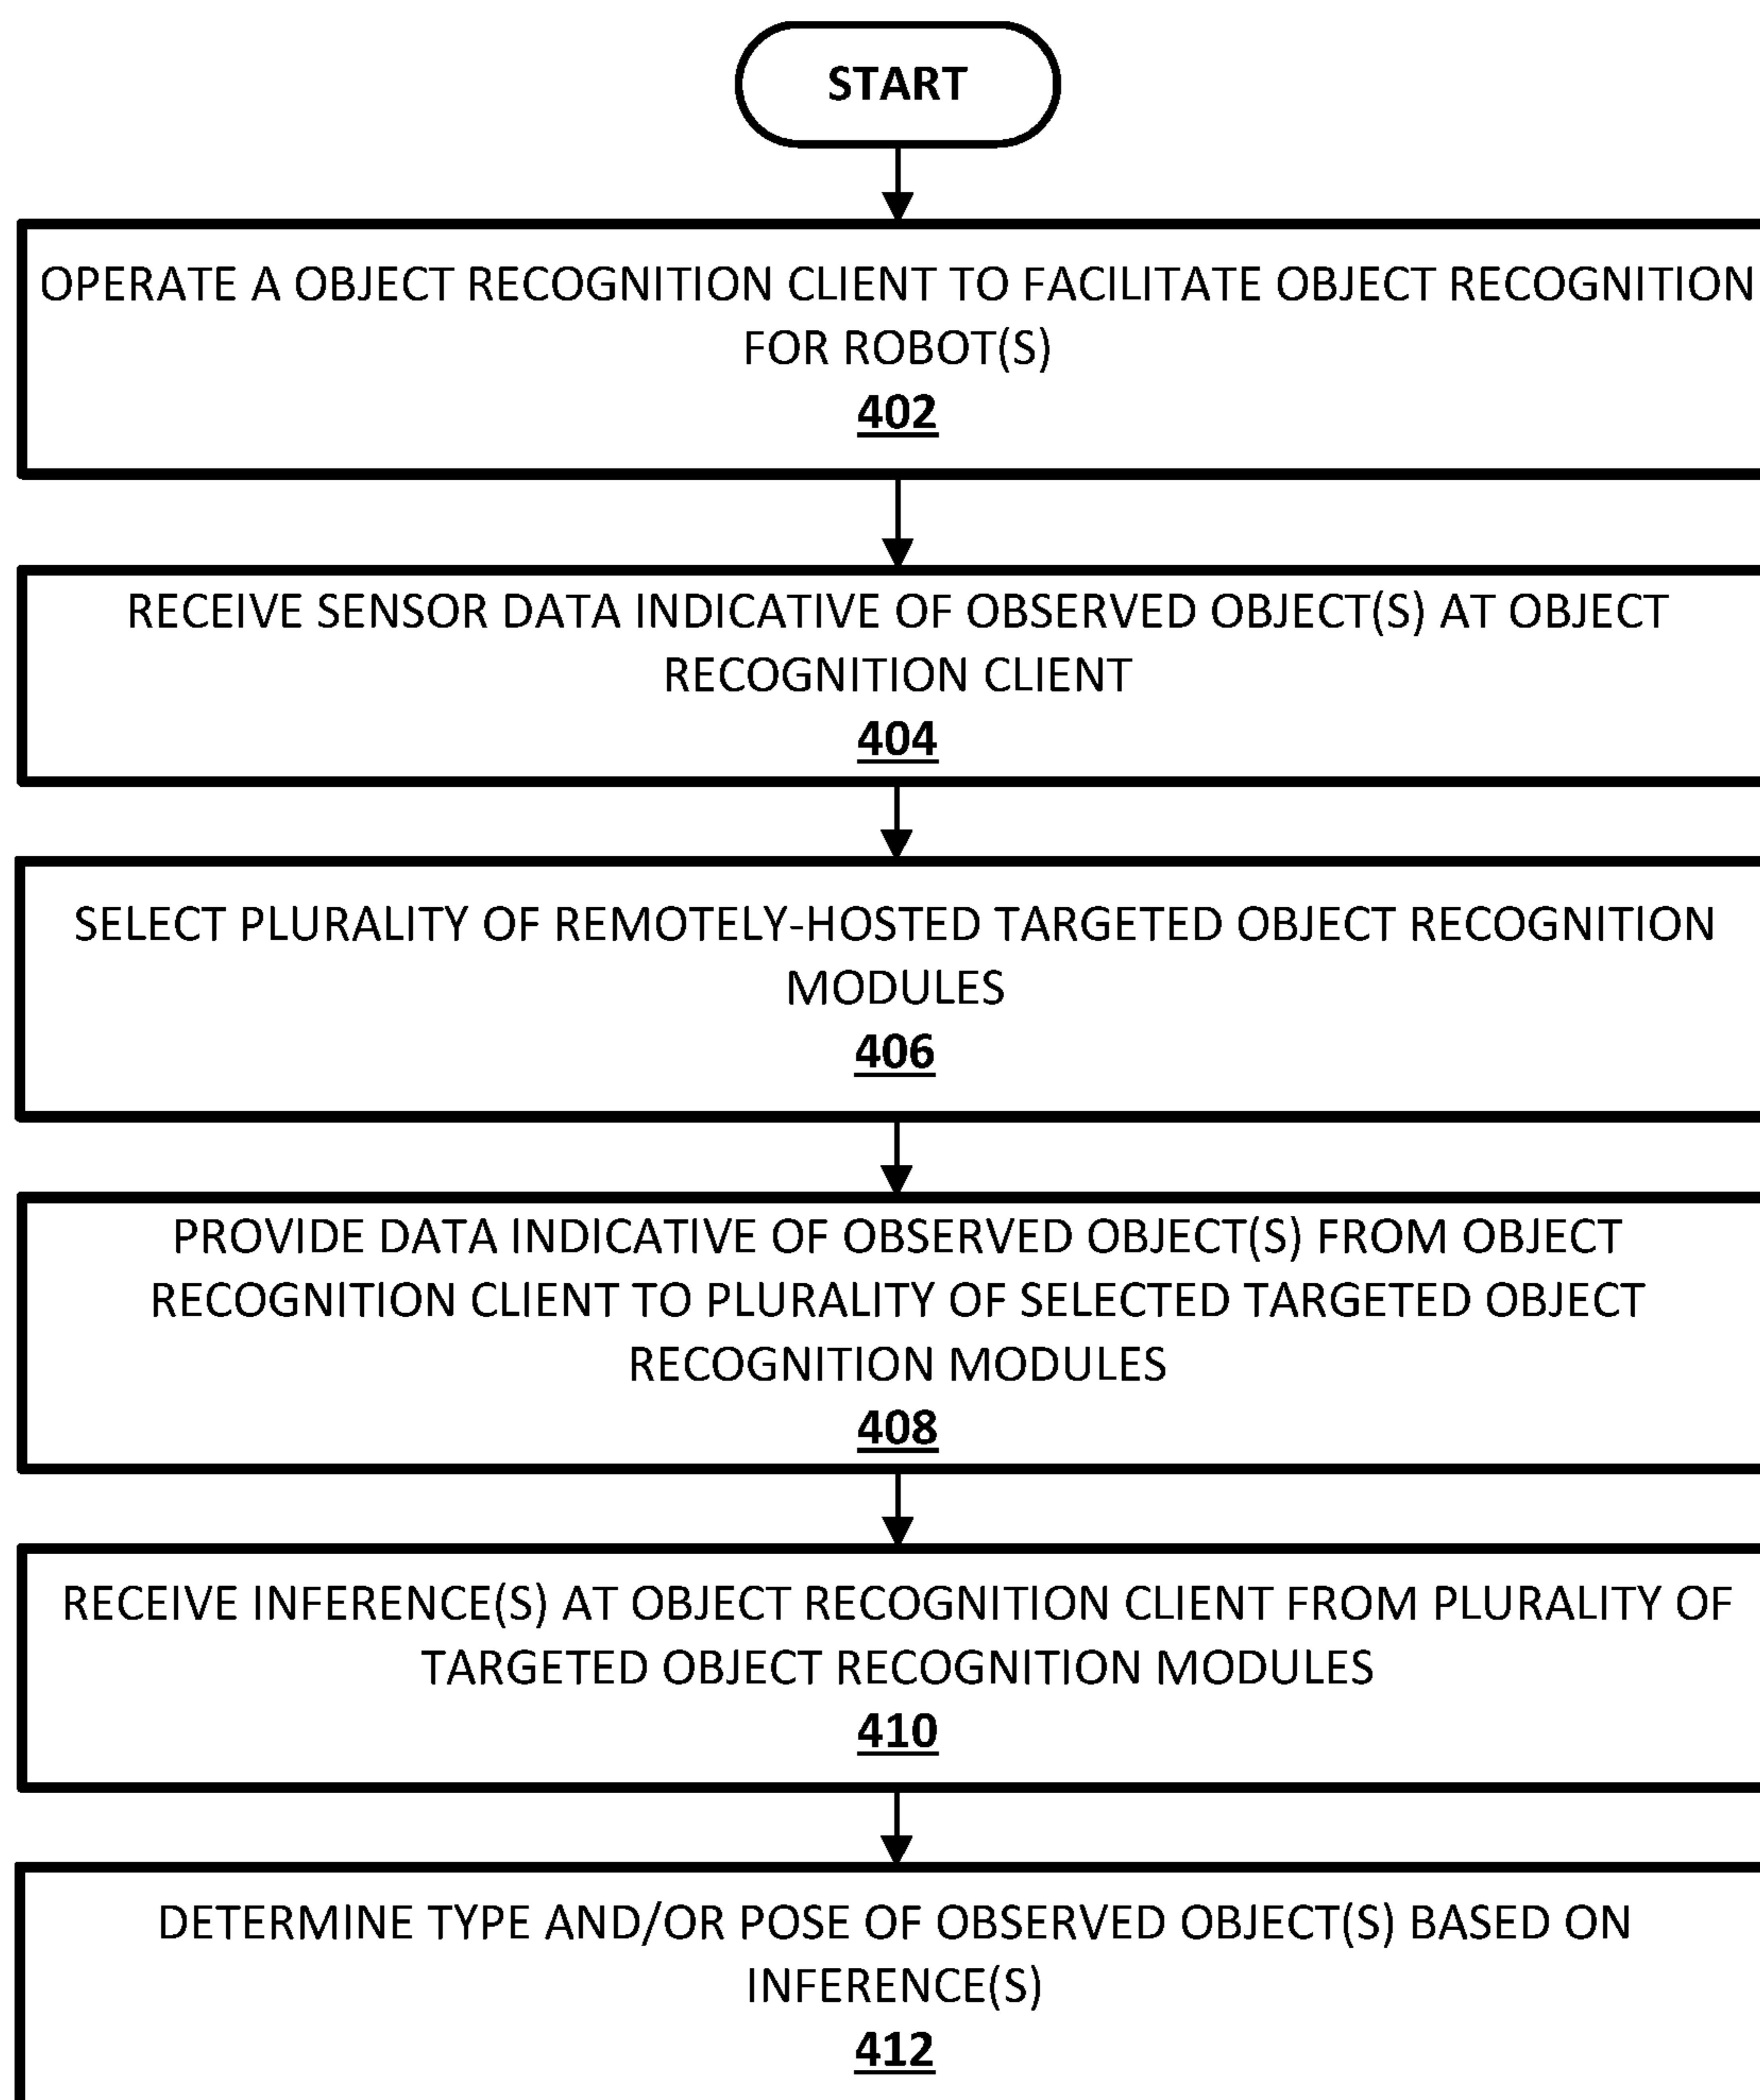 START
OPERATE A OBJECT RECOGNITION CLIENT TO FACILITATE OBJECT RECOGNITION
FOR ROBOT(S)
402
RECEIVE SENSOR DATA INDICATIVE OF OBSERVED OBJECT(S) AT OBJECT
RECOGNITION CLIENT
404
SELECT PLURALITY OF REMOTELY-HOSTED TARGETED OBJECT RECOGNITION
MODULES
406
PROVIDE DATA INDICATIVE OF OBSERVED OBJECT(S) FROM OBJECT
RECOGNITION CLIENT TO PLURALITY OF SELECTED TARGETED OBJECT
RECOGNITION MODULES
408
RECEIVE INFERENCE(S) AT OBJECT RECOGNITION CLIENT FROM PLURALITY OF
TARGETED OBJECT RECOGNITION MODULES
410
DETERMINE TYPE AND/OR POSE OF OBSERVED OBJECT(S) BASED ON
INFERENCE(S)
412